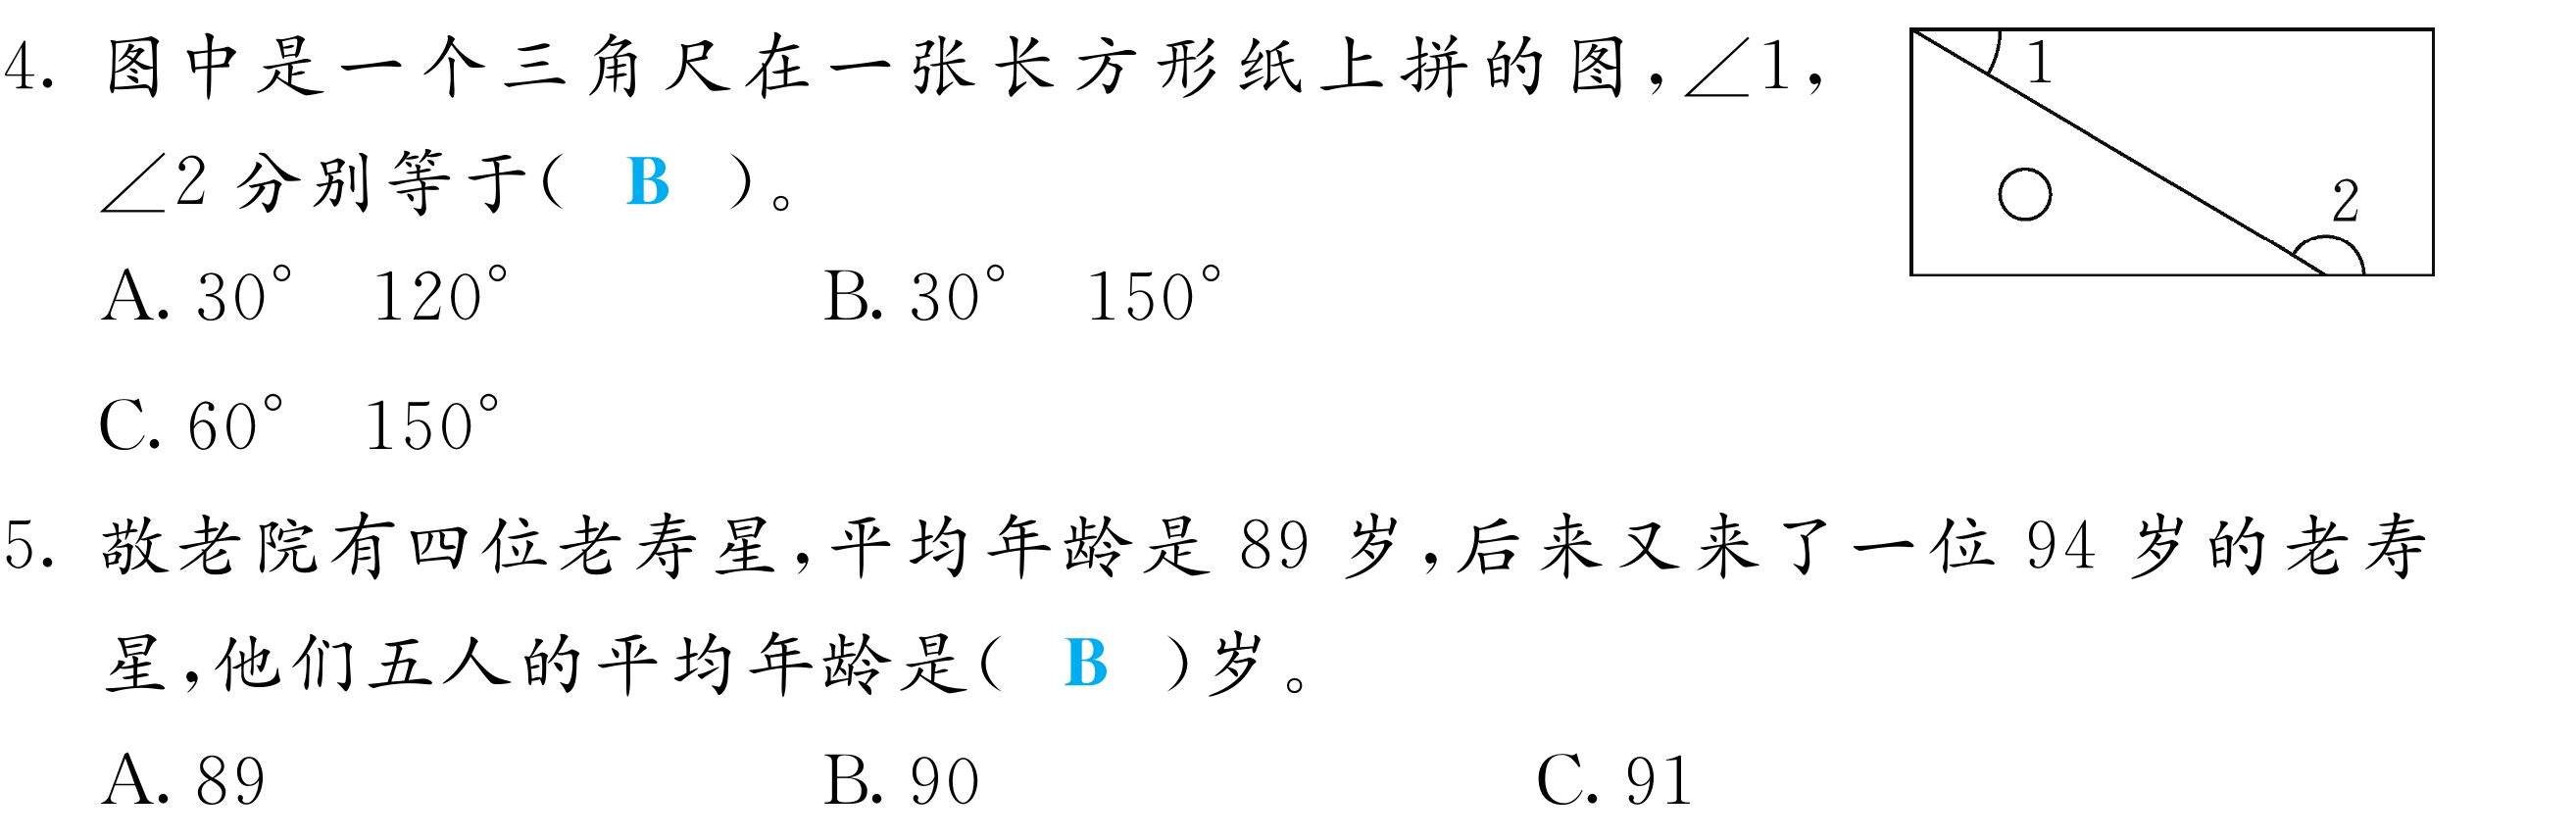 4. 图中是一个三角尺在一张长方形纸上拼的图,∠1,
∠2 分别等于( B )。
A. 30° 120° B. 30° 150°
C. 60° 150°
1
2
5. 敬老院有四位老寿星,平均年龄是 89 岁,后来又来了一位 94 岁的老寿
星,他们五人的平均年龄是( B )岁。
A. 89 B. 90 C. 91